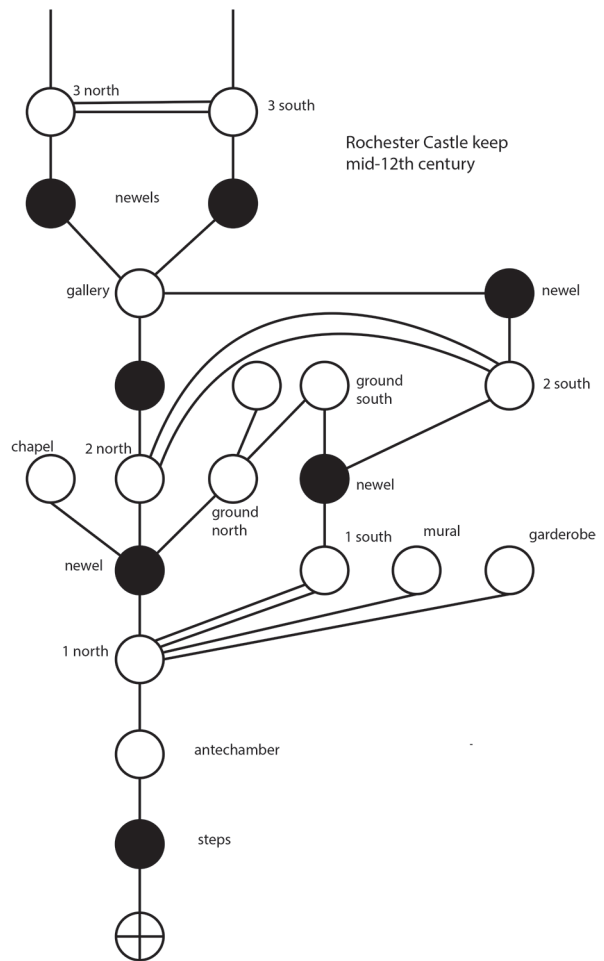 3 north
3 south
Rochester Castle keep
mid-12th century
newels
gallery
newel
ground
south
2 south
chapel
2 north
newel
ground
north
1 south
mural
garderobe
newel
1 north
antechamber
steps